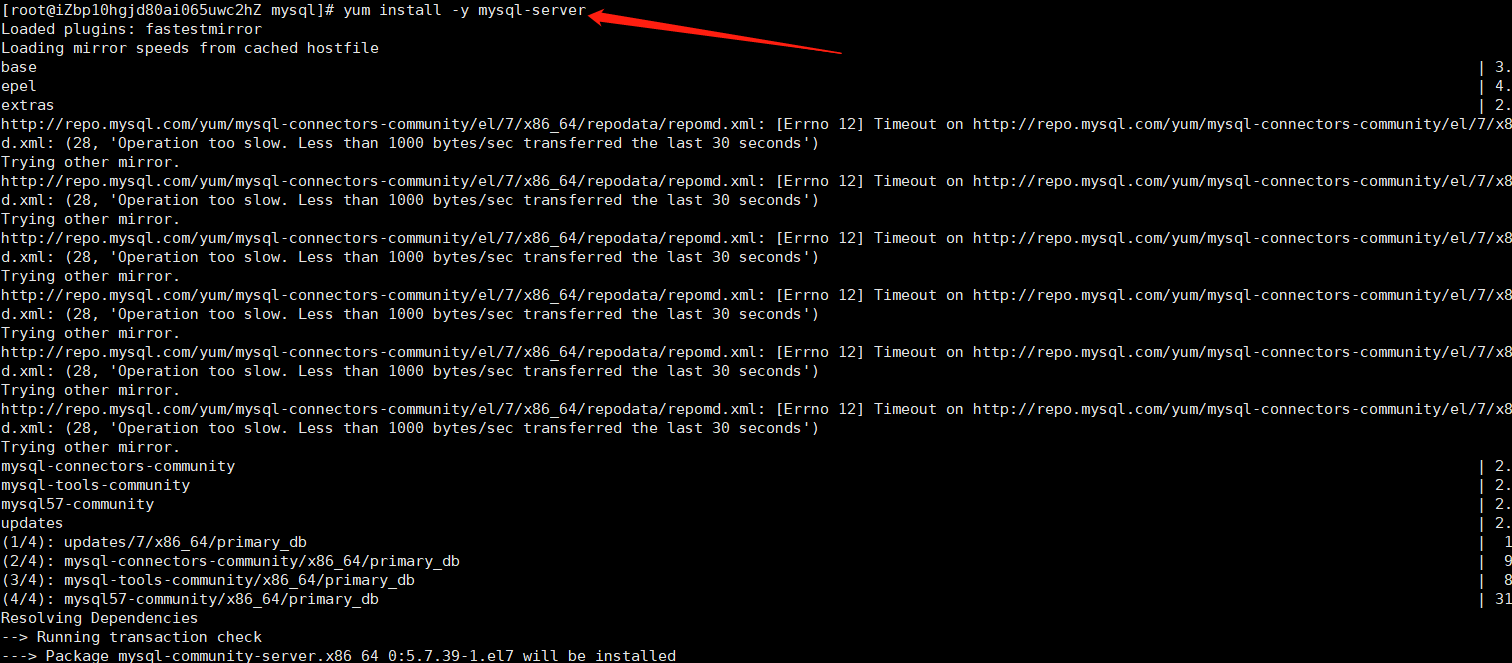 [root@iZbp10hgjd80ai065uwc2hZ mysql]# yum install -y mysql-server
Loaded plugins: fastestmirror
Loading mirror speeds from cached hostfile
base | 3.
epel | 4.
extras | 2.
http://repo.mysql.com/yum/mysql-connectors-community/el/7/x86_64/repodata/repomd.xml: [Errno 12] Timeout on http://repo.mysql.com/yum/mysql-connectors-community/el/7/x8
d.xml: (28, 'Operation too slow. Less than 1000 bytes/sec transferred the last 30 seconds')
Trying other mirror.
http://repo.mysql.com/yum/mysql-connectors-community/el/7/x86_64/repodata/repomd.xml: [Errno 12] Timeout on http://repo.mysql.com/yum/mysql-connectors-community/el/7/x8
d.xml: (28, 'Operation too slow. Less than 1000 bytes/sec transferred the last 30 seconds')
Trying other mirror.
http://repo.mysql.com/yum/mysql-connectors-community/el/7/x86_64/repodata/repomd.xml: [Errno 12] Timeout on http://repo.mysql.com/yum/mysql-connectors-community/el/7/x8
d.xml: (28, 'Operation too slow. Less than 1000 bytes/sec transferred the last 30 seconds')
Trying other mirror.
http://repo.mysql.com/yum/mysql-connectors-community/el/7/x86_64/repodata/repomd.xml: [Errno 12] Timeout on http://repo.mysql.com/yum/mysql-connectors-community/el/7/x8
d.xml: (28, 'Operation too slow. Less than 1000 bytes/sec transferred the last 30 seconds')
Trying other mirror.
http://repo.mysql.com/yum/mysql-connectors-community/el/7/x86_64/repodata/repomd.xml: [Errno 12] Timeout on http://repo.mysql.com/yum/mysql-connectors-community/el/7/x8
d.xml: (28, 'Operation too slow. Less than 1000 bytes/sec transferred the last 30 seconds')
Trying other mirror.
http://repo.mysql.com/yum/mysql-connectors-community/el/7/x86_64/repodata/repomd.xml: [Errno 12] Timeout on http://repo.mysql.com/yum/mysql-connectors-community/el/7/x8
d.xml: (28, 'Operation too slow. Less than 1000 bytes/sec transferred the last 30 seconds')
Trying other mirror.
mysql-connectors-community | 2.
mysql-tools-community | 2.
mysql57-community | 2.
updates | 2.
(1/4): updates/7/x86_64/primary_db | 1
(2/4): mysql-connectors-community/x86_64/primary_db | 9
(3/4): mysql-tools-community/x86_64/primary_db | 8
(4/4): mysql57-community/x86_64/primary_db | 31
Resolving Dependencies
--> Running transaction check
---> Package mysql-community-server.x86_64 0:5.7.39-1.el7 will be installed